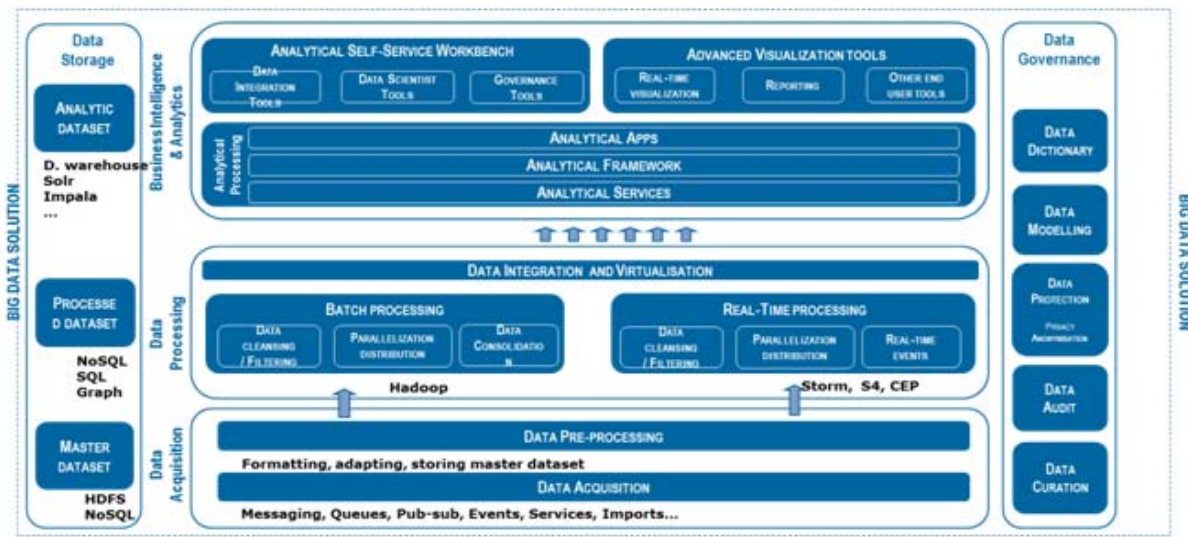 BIG DATA SOLUTION
Data
Storage
ANALYTIC
DATASET
D. warehouse
Solr
Impala
...
PROCESSE
D DATASET
NoSQL
SQL
Graph
MASTER
DATASET
HDFS
NoSQL
Business Intelligence
& Analytics
ANALYTICAL SELF-SERVICE WORKBENCH
DATA
INTEGRATION
TOOLS
DATA SCIENTIST
TOOLS
GOVERNANCE
TOOLS
ADVANCED VISUALIZATION TOOLS
REAL-TIME
VISUALIZATION
REPORTING
OTHER END
USER TOOLS
Analytical
Processing
ANALYTICAL APPS
ANALYTICAL FRAMEWORK
ANALYTICAL SERVICES
Data
Processing
DATA INTEGRATION AND VIRTUALISATION
BATCH PROCESSING
DATA
CLEANSING
/ FILTERING
PARALLELIZATION
DISTRIBUTION
DATA
CONSOLIDATIO
N
Hadoop
REAL-TIME PROCESSING
DATA
CLEANSING
/ FILTERING
PARALLELIZATION
DISTRIBUTION
REAL-TIME
EVENTS
Storm, S4, CEP
Data
Acquisition
DATA PRE-PROCESSING
Formatting, adapting, storing master dataset
DATA ACQUISITION
Messaging, Queues, Pub-sub, Events, Services, Imports...
Data
Governance
DATA
DICTIONARY
DATA
MODELLING
DATA
PROTECTION
PRIVACY
DATA
AUDIT
DATA
CURATION
BIG DATA SOLUTION